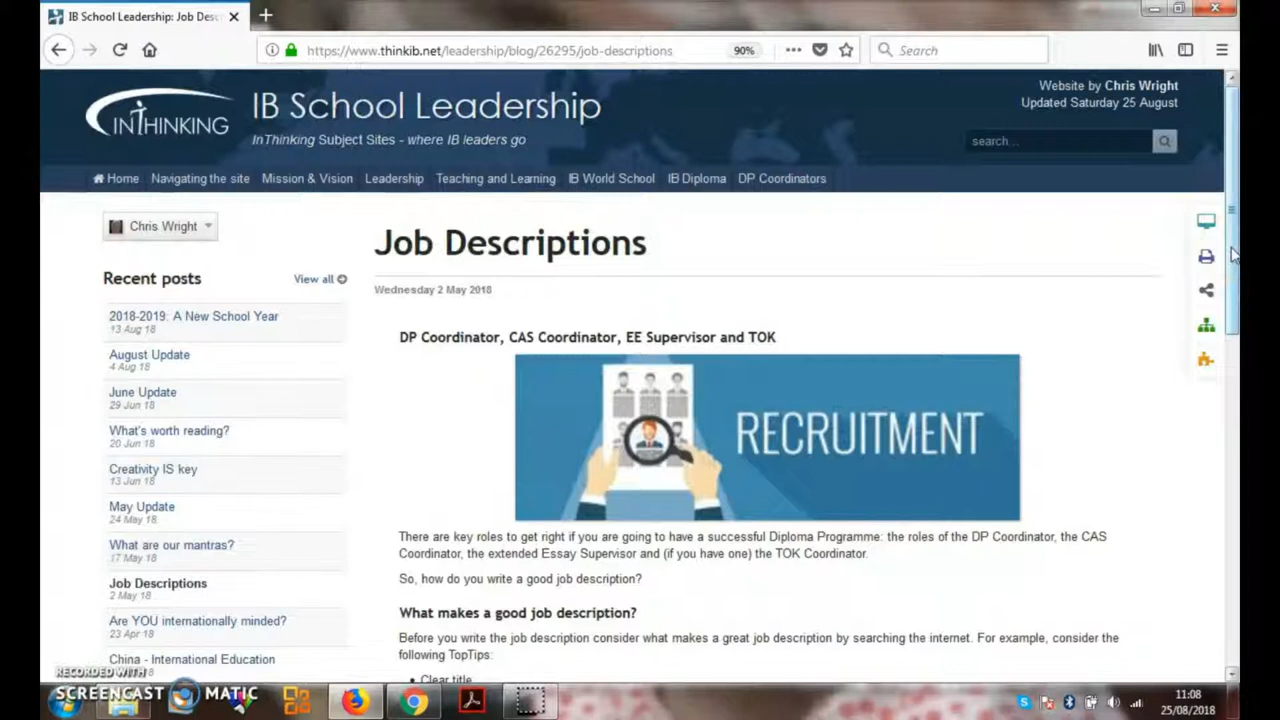 IB School Leadership: Job Desc
https://www.thinkib.net/leadership/blog/26295/job-descriptions
90%
Search
INTHINKING
IB School Leadership
InThinking Subject Sites - where IB leaders go
Website by Chris Wright
Updated Saturday 25 August
search...
Home Navigating the site Mission & Vision Leadership Teaching and Learning IB World School IB Diploma DP Coordinators
Chris Wright
Recent posts View all
2018-2019: A New School Year
13 Aug 18
August Update
4 Aug 18
June Update
29 Jun 18
What's worth reading?
20 Jun 18
Creativity IS key
13 Jun 18
May Update
24 May 18
What are our mantras?
17 May 18
Job Descriptions
2 May 18
Are YOU internationally minded?
23 Apr 18
China - International Education
Job Descriptions
Wednesday 2 May 2018
DP Coordinator, CAS Coordinator, EE Supervisor and TOK
RECRUITMENT
There are key roles to get right if you are going to have a successful Diploma Programme: the roles of the DP Coordinator, the CAS
Coordinator, the extended Essay Supervisor and (if you have one) the TOK Coordinator.
So, how do you write a good job description?
What makes a good job description?
Before you write the job description consider what makes a great job description by searching the internet. For example, consider the
following TopTips:
• Clear title
RECORDED WITH
SCREENCAST MATIC
11:08
25/08/2018